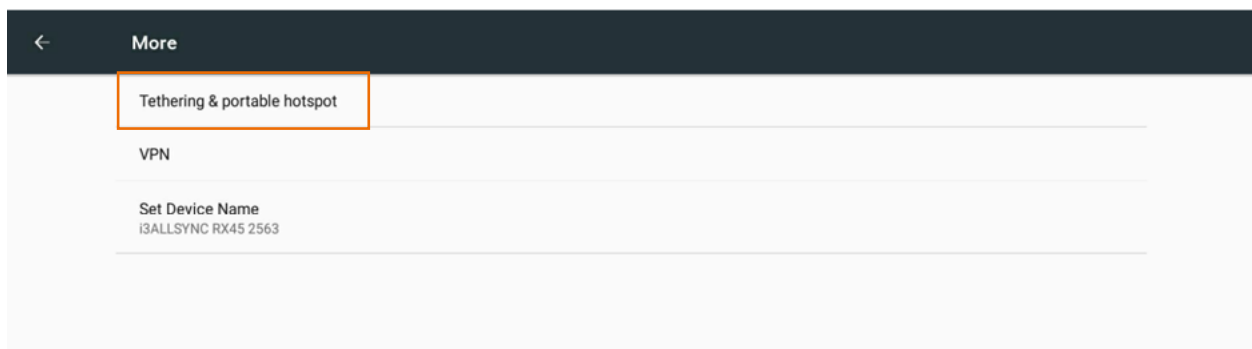 More
Tethering & portable hotspot
VPN
Set Device Name
i3ALLSYNC RX45 2563